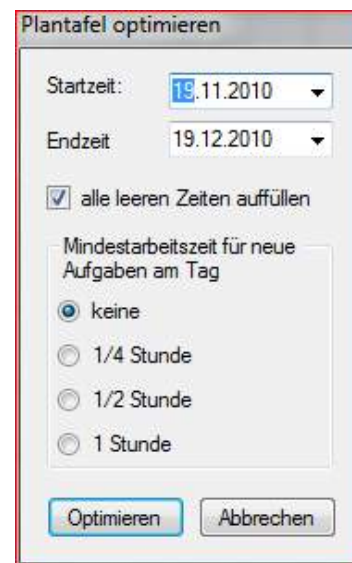 Plantafel optimieren
Startzeit: 19.11.2010
Endzeit 19.12.2010
alle leeren Zeiten auffüllen
Mindestarbeitszeit für neue
Aufgaben am Tag
keine
1/4 Stunde
1/2 Stunde
1 Stunde
Optimieren Abbrechen